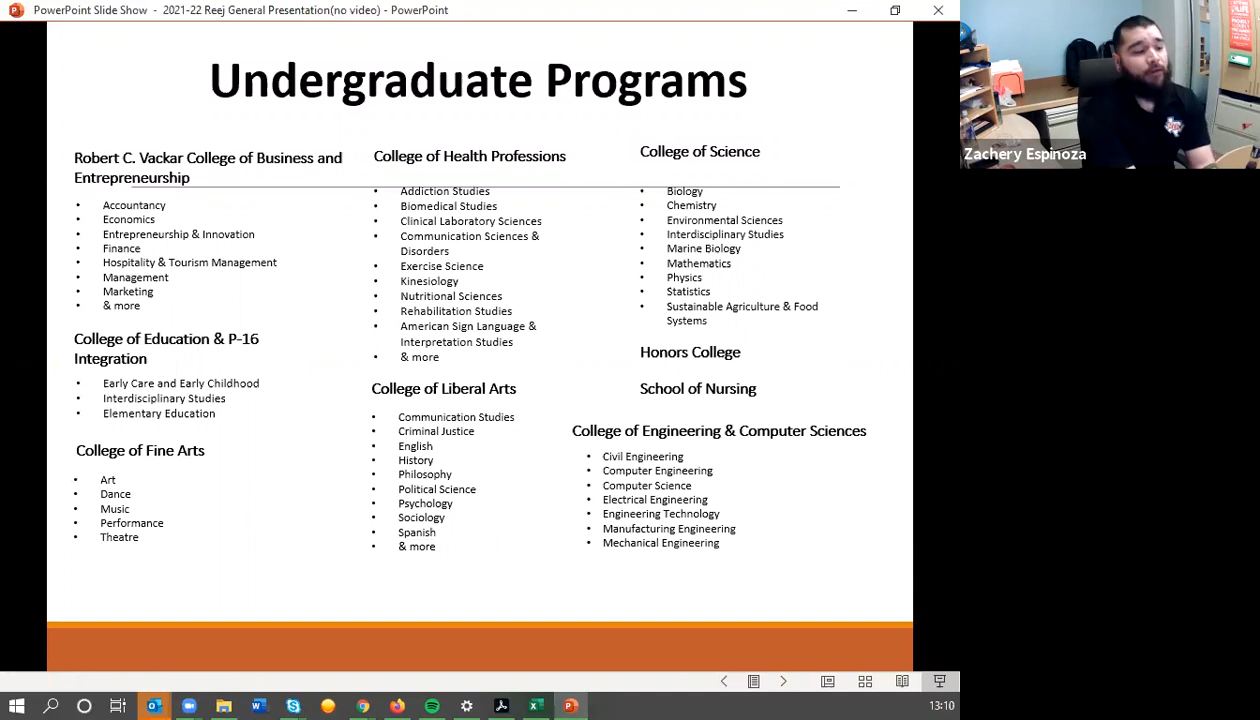 PowerPoint Slide Show - 2021-22 Reej General Presentation(no video) - PowerPoint
Undergraduate Programs
Robert C. Vackar College of Business and
Entrepreneurship
• Accountancy
• Economics
• Entrepreneurship & Innovation
• Finance
• Hospitality & Tourism Management
• Management
• Marketing
• & more
College of Education & P-16
Integration
• Early Care and Early Childhood
• Interdisciplinary Studies
• Elementary Education
College of Fine Arts
• Art
• Dance
• Music
• Performance
• Theatre
College of Health Professions
• Addiction Studies
• Biomedical Studies
• Clinical Laboratory Sciences
• Communication Sciences &
Disorders
• Exercise Science
• Kinesiology
• Nutritional Sciences
• Rehabilitation Studies
• American Sign Language &
Interpretation Studies
• & more
College of Liberal Arts
• Communication Studies
• Criminal Justice
• English
• History
• Philosophy
• Political Science
• Psychology
• Sociology
• Spanish
• & more
College of Science
• Biology
• Chemistry
• Environmental Sciences
• Interdisciplinary Studies
• Marine Biology
• Mathematics
• Physics
• Statistics
• Sustainable Agriculture & Food
Systems
Honors College
School of Nursing
College of Engineering & Computer Sciences
• Civil Engineering
• Computer Engineering
• Computer Science
• Electrical Engineering
• Engineering Technology
• Manufacturing Engineering
• Mechanical Engineering
Zachery Espinoza
13:10